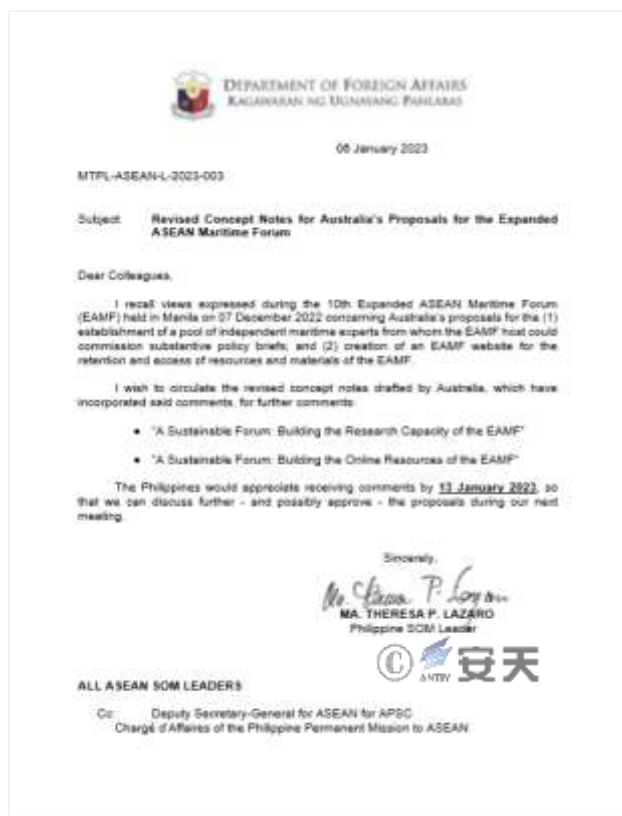 DEPARTMENT OF FOREIGN AFFAIRS
KAGAWARAN NG UGNAYANG PANLABAS
06 January 2023
MTPL-ASEAN-L-2023-003
Subject: Revised Concept Notes for Australia's Proposals for the Expanded
ASEAN Maritime Forum
Dear Colleagues,
I recall views expressed during the 10th Expanded ASEAN Maritime Forum
(EAMF) held in Manila on 07 December 2022 concerning Australia's proposals for the (1)
establishment of a pool of independent maritime experts from whom the EAMF host could
commission substantive policy briefs; and (2) creation of an EAMF website for the
retention and access of resources and materials of the EAMF.
I wish to circulate the revised concept notes drafted by Australia, which have
incorporated said comments, for further comments:
• "A Sustainable Forum: Building the Research Capacity of the EAMF"
• "A Sustainable Forum: Building the Online Resources of the EAMF"
The Philippines would appreciate receiving comments by 13 January 2023, so
that we can discuss further - and possibly approve - the proposals during our next
meeting.
Sincerely,
MA. THERESA P. LAZARO
Philippine SOM Leader
© ANTIY 安天
ALL ASEAN SOM LEADERS
Cc: Deputy Secretary-General for ASEAN for APSC
Chargé d'Affaires of the Philippine Permanent Mission to ASEAN